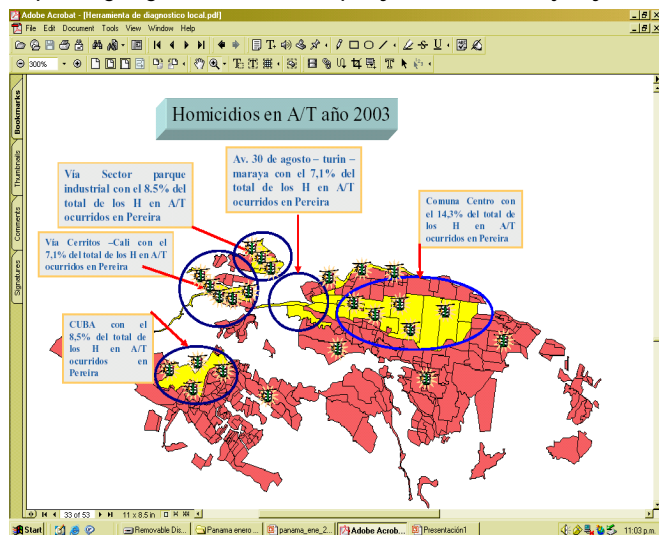 Adobe Acrobat - [Herramienta de diagnostico local.pdf]
File Edit Document Tools View Window Help
300%
Bookmarks
Thumbnails
Comments
Signatures
Homicidios en A/T año 2003
Vía Sector parque
industrial con el 8.5% del
total de los H en A/T
ocurridos en Pereira
Av. 30 de agosto – turin –
maraya con el 7,1% del
total de los H en A/T
ocurridos en Pereira
Comuna Centro con
el 14,3% del total de
los H en A/T
ocurridos en Pereira
Vía Cerritos –Cali con el
7,1% del total de los H en A/T
ocurridos en Pereira
CUBA con el
8,5% del total de
los H en A/T
ocurridos en
Pereira
33 of 53
11 x 8.5 in
Start
Removable Dis...
Panama enero ...
panama_ene_2...
Adobe Acrob...
Presentación1
11:03 p.m.